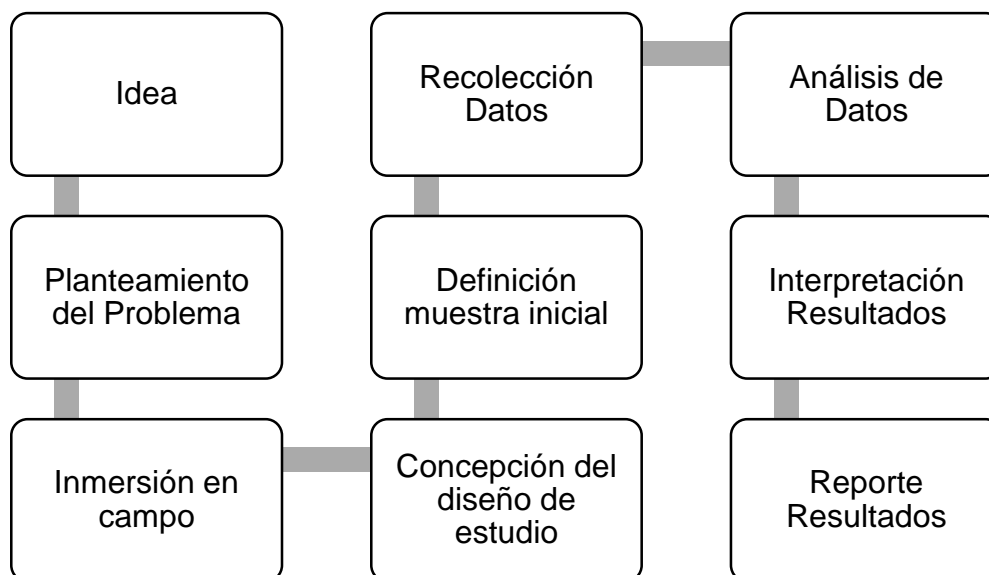 Idea
Planteamiento
del Problema
Inmersión en
campo
Concepción del
diseño de
estudio
Definición
muestra inicial
Recolección
Datos
Análisis de
Datos
Interpretación
Resultados
Reporte
Resultados